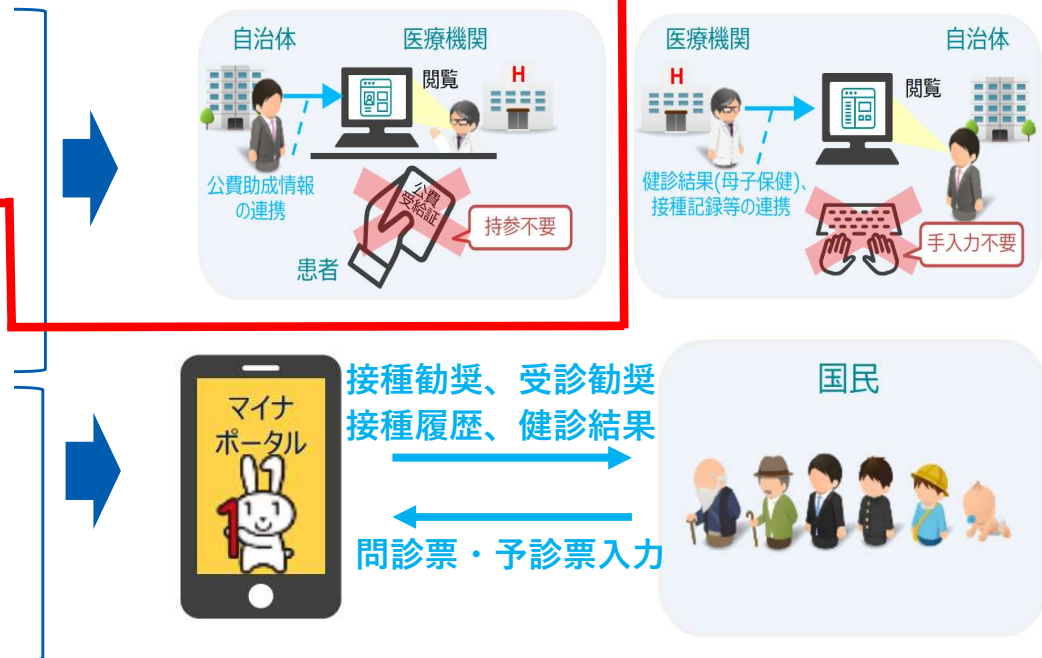 自治体
医療機関
閲覧
H
公費助成情報
の連携
公費
受給証
持参不要
患者
医療機関
自治体
H
閲覧
健診結果(母子保健)、
接種記録等の連携
手入力不要
マイナ
ポータル
1
接種勧奨、受診勧奨
接種履歴、健診結果
問診票・予診票入力
国民